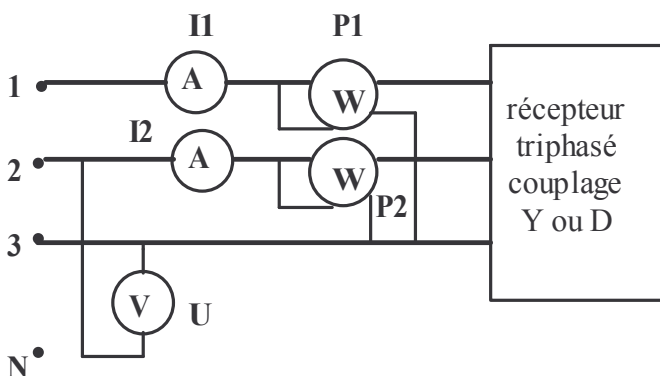 I1
P1
1
A
W
récepteur
triphasé
couplage
Y ou D
I2
2
A
W
P2
3
V
U
N